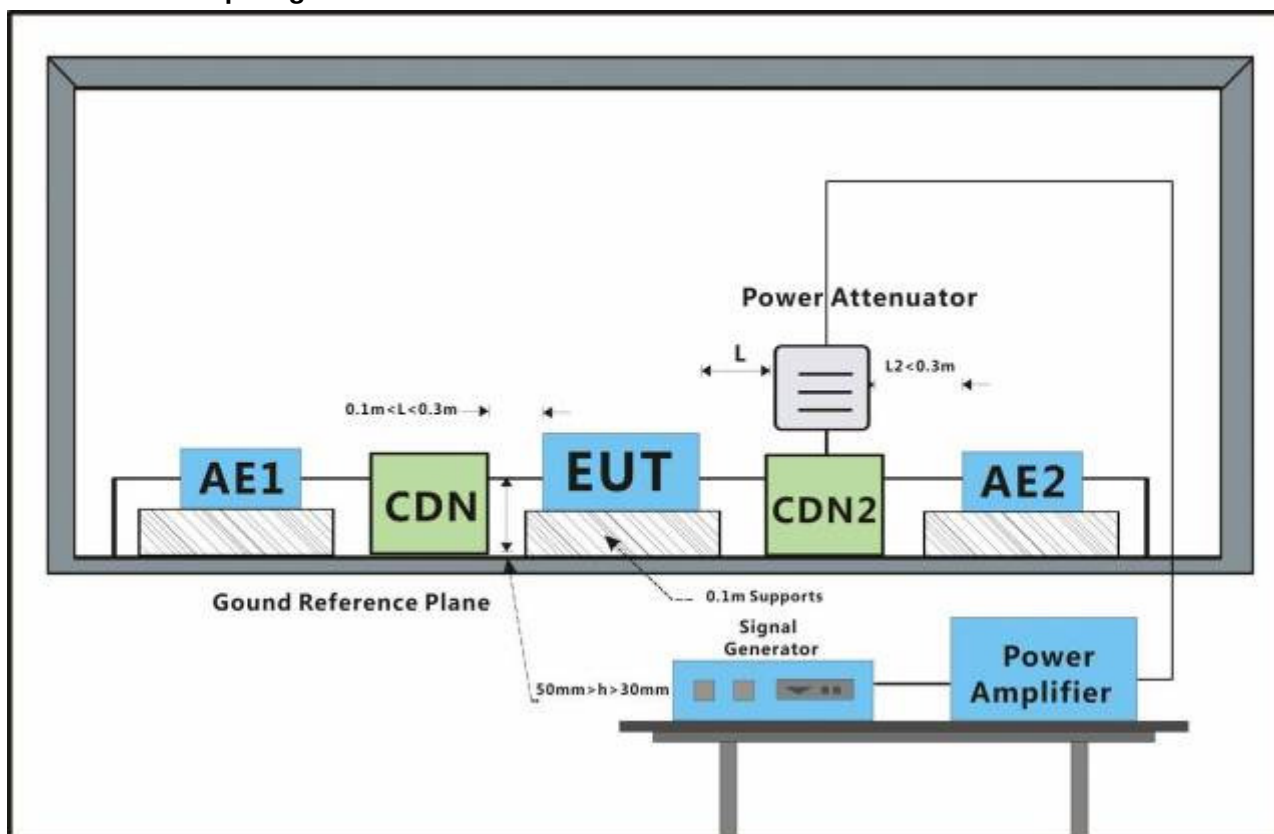 Power Attenuator
L
L2<0.3m
0.1m<L<0.3m
AE1
CDN
EUT
CDN2
AE2
Gound Reference Plane
0.1m Supports
Signal
Generator
50mm>h>30mm
Power
Amplifier